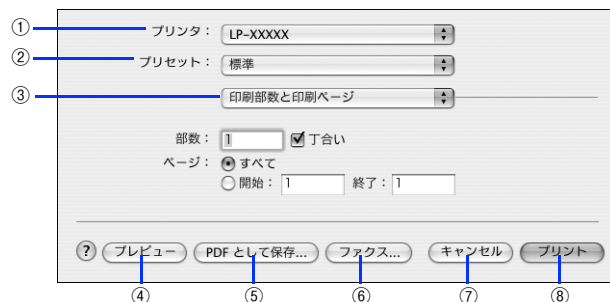 ① プリンタ： LP-XXXXX
② プリセット： 標準
③ 印刷部数と印刷ページ
部数： 1 丁合い
ページ： すべて
開始： 1 終了： 1
? プレビュー PDF として保存... ファクス... キャンセル プリント
④ ⑤ ⑥ ⑦ ⑧